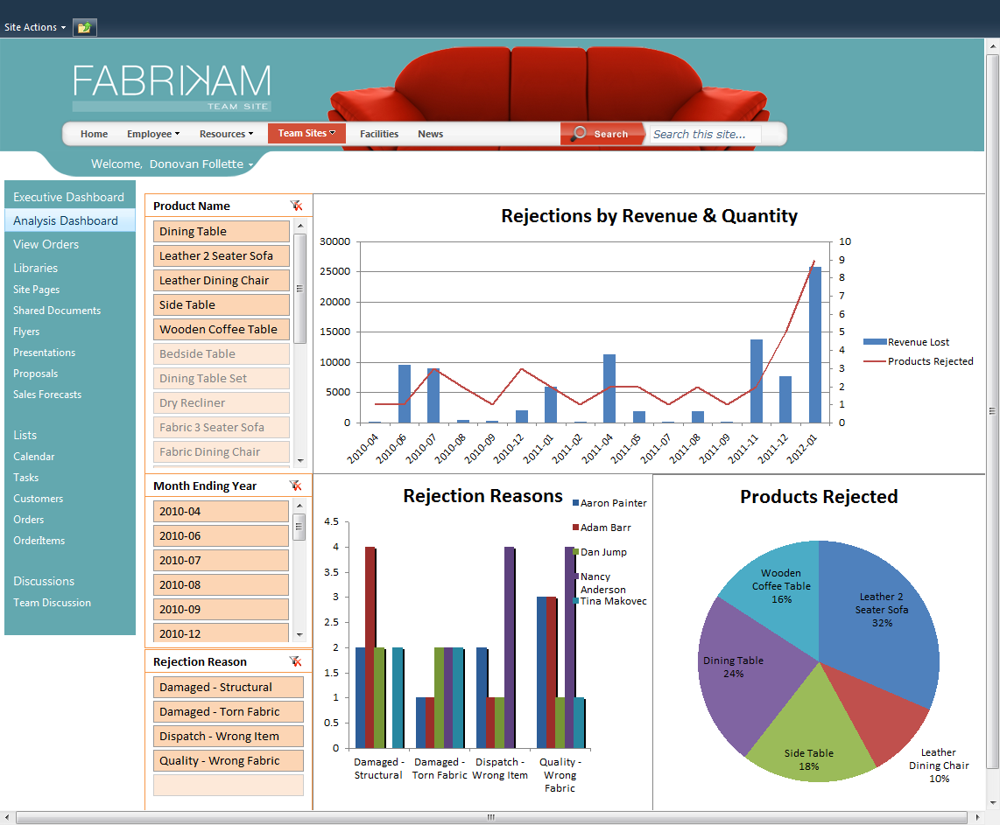 Site Actions
FABRIKAM
TEAM SITE
Home Employee Resources Team Sites Facilities News Search Search this site...
Welcome, Donovan Follette
Executive Dashboard
Analysis Dashboard
View Orders
Libraries
Site Pages
Shared Documents
Flyers
Presentations
Proposals
Sales Forecasts
Lists
Calendar
Tasks
Customers
Orders
OrderItems
Discussions
Team Discussion
Product Name
Dining Table
Leather 2 Seater Sofa
Leather Dining Chair
Side Table
Wooden Coffee Table
Bedside Table
Dining Table Set
Dry Recliner
Fabric 3 Seater Sofa
Fabric Dining Chair
Month Ending Year
2010-04
2010-06
2010-07
2010-08
2010-09
2010-12
Rejection Reason
Damaged - Structural
Damaged - Torn Fabric
Dispatch - Wrong Item
Quality - Wrong Fabric
Rejections by Revenue & Quantity
30000
25000
20000
15000
10000
5000
0
10
9
8
7
6
5
4
3
2
1
0
2010-04 2010-06 2010-07 2010-08 2010-09 2010-12 2011-01 2011-02 2011-04 2011-05 2011-07 2011-08 2011-09 2011-11 2011-12 2012-01
Revenue Lost
Products Rejected
Rejection Reasons
Aaron Painter
Adam Barr
Dan Jump
Nancy
Anderson
Tina Makovec
4.5
4
3.5
3
2.5
2
1.5
1
0.5
0
Damaged -
Structural
Damaged -
Torn Fabric
Dispatch -
Wrong Item
Quality -
Wrong
Fabric
Products Rejected
Wooden
Coffee Table
16%
Leather 2
Seater Sofa
32%
Dining Table
24%
Side Table
18%
Leather
Dining Chair
10%